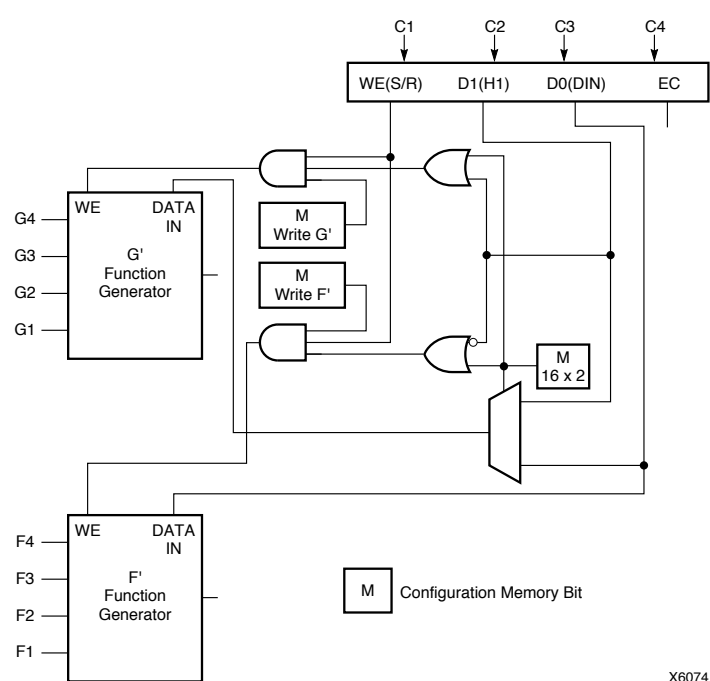 C1 C2 C3 C4
WE(S/R) D1(H1) D0(DIN) EC
WE DATA
IN
G4
G3
G2
G1
G'
Function
Generator
M
Write G'
M
Write F'
M
16 x 2
WE DATA
IN
F4
F3
F2
F1
F'
Function
Generator
M Configuration Memory Bit
X6074